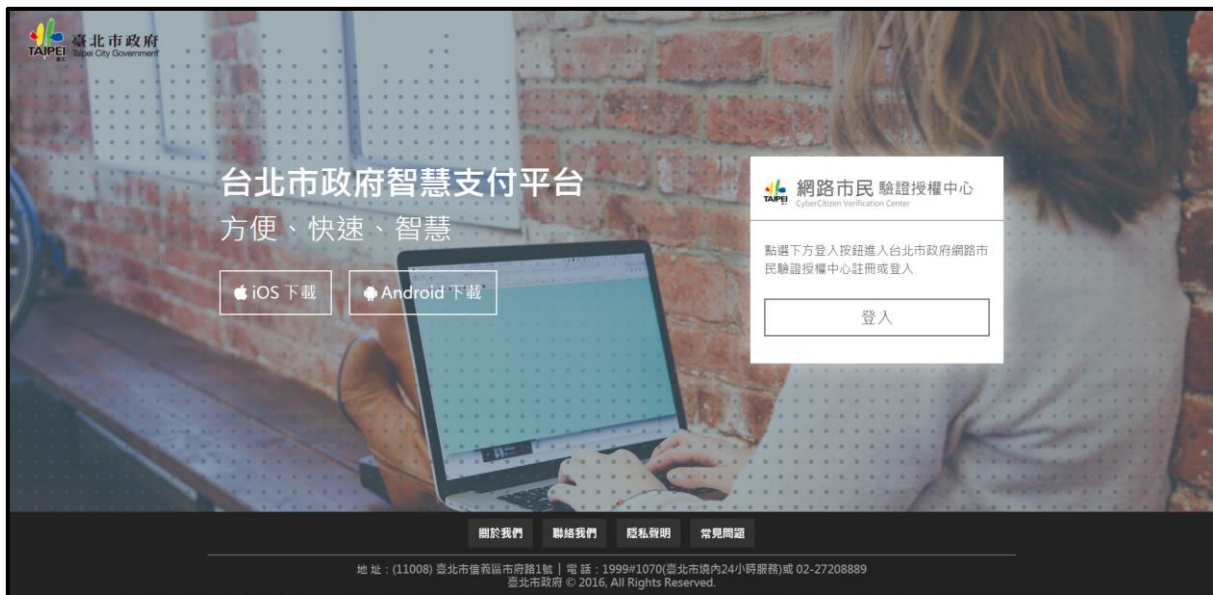 TAIPEI
臺北
臺北市政府
Taipei City Government
台北市政府智慧支付平台
方便、快速、智慧
iOS 下載
Android 下載
TAIPEI
臺北
網路市民 驗證授權中心
CyberCitizen Verification Center
點選下方登入按鈕進入台北市政府網路市
民驗證授權中心註冊或登入
登入
關於我們
聯絡我們
隱私聲明
常見問題
地 址：(11008) 臺北市信義區市府路1號 │ 電 話：1999#1070(臺北市境內24小時服務)或 02-27208889
臺北市政府 © 2016, All Rights Reserved.